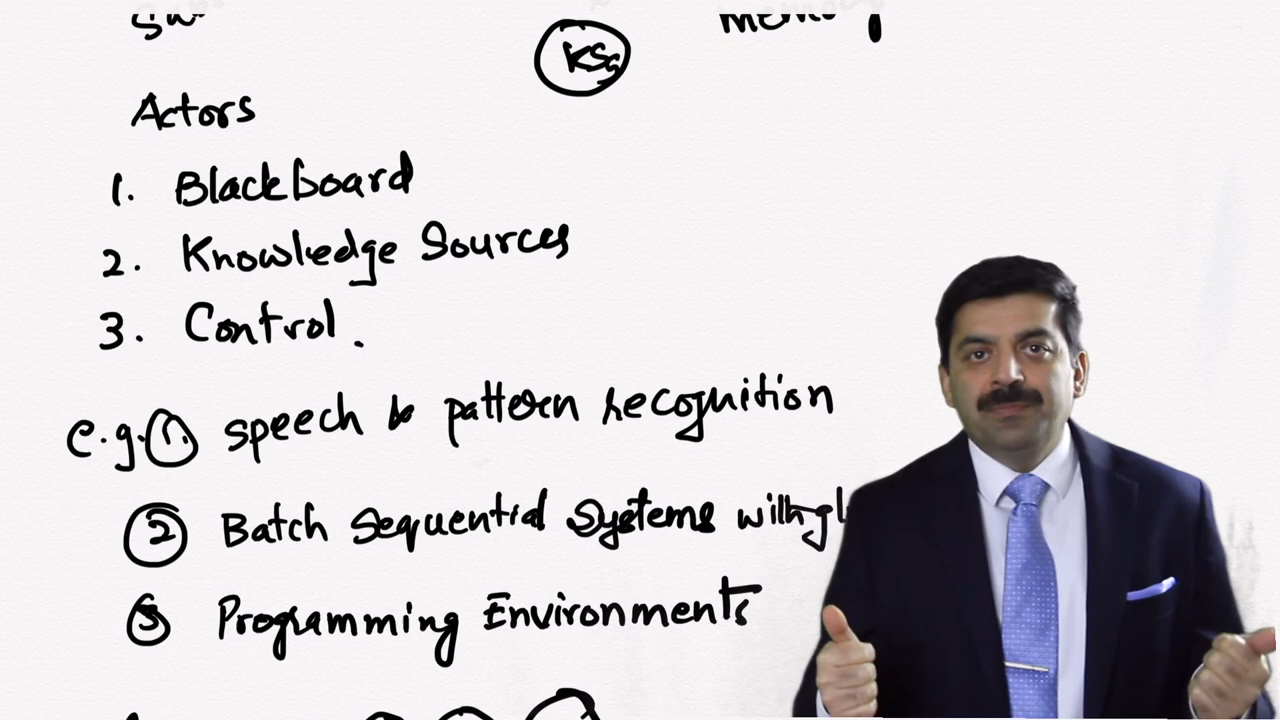 KSs
Actors
1. Blackboard
2. Knowledge Sources
3. Control.
e.g. 1. speech & pattern recognition
2 Batch Sequential Systems with
3 Programming Environments